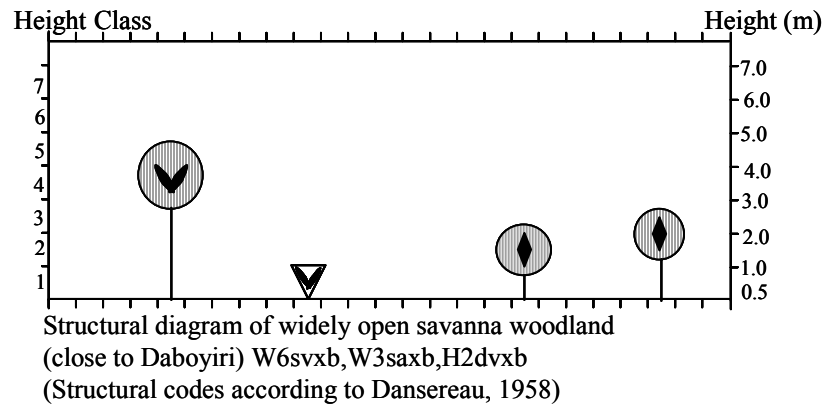 Height Class Height (m)
7 7.0
6 6.0
5 5.0
4 4.0
3 3.0
2 2.0
1 1.0
0.5
Structural diagram of widely open savanna woodland
(close to Daboyiri) W6svxb,W3saxb,H2dvxb
(Structural codes according to Dansereau, 1958)